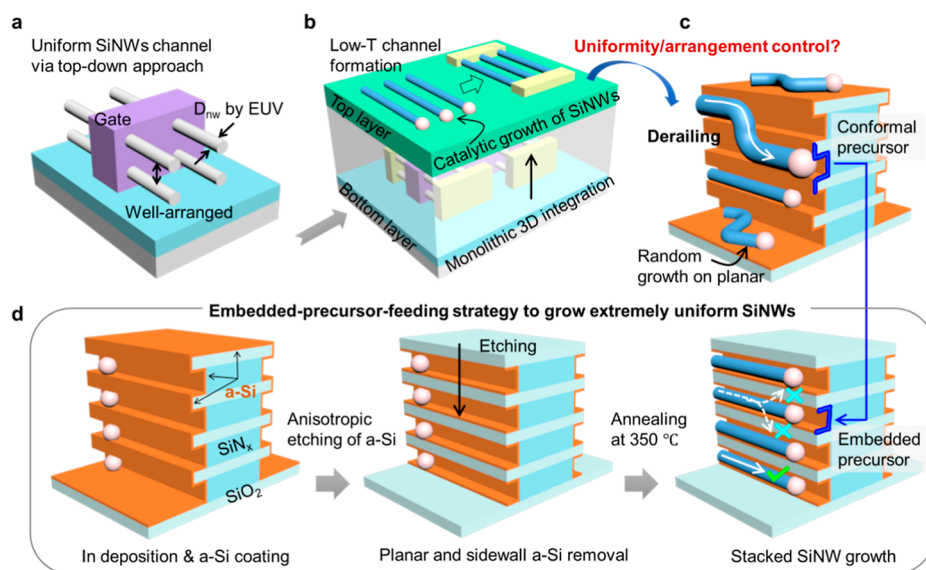 a
Uniform SiNWs channel
via top-down approach
Gate
D_nw by EUV
Well-arranged
b
Low-T channel
formation
Top layer
Catalytic growth of SiNWs
Bottom layer
Monolithic 3D integration
Uniformity/arrangement control?
c
Derailing
Conformal
precursor
Random
growth on planar
d
Embedded-precursor-feeding strategy to grow extremely uniform SiNWs
a-Si
SiN_x
SiO₂
In deposition & a-Si coating
Anisotropic
etching of a-Si
Etching
Planar and sidewall a-Si removal
Annealing
at 350 ℃
Embedded
precursor
Stacked SiNW growth